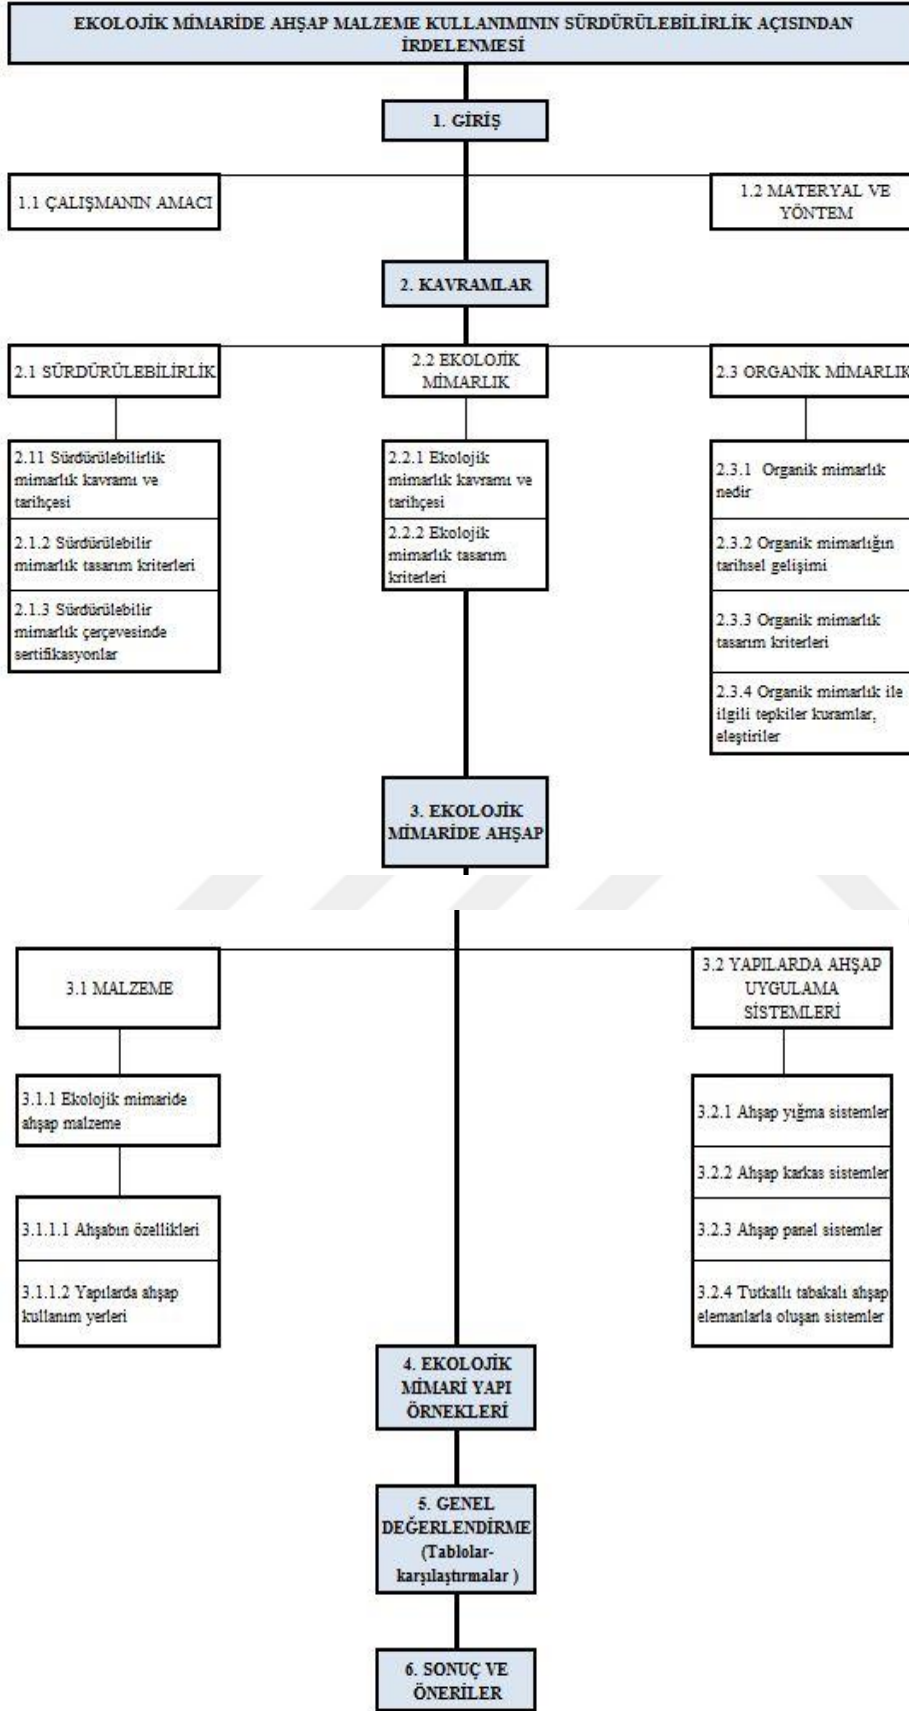 EKOLOJİK MİMARİDE AHŞAP MALZEME KULLANIMININ SÜRDÜRÜLEBİLİRLİK AÇISINDAN
İRDELENMESİ
1. GİRİŞ
1.1 ÇALIŞMANIN AMACI
1.2 MATERYAL VE
YÖNTEM
2. KAVRAMLAR
2.1 SÜRDÜRÜLEBİLİRLİK
2.2 EKOLOJİK
MİMARLIK
2.3 ORGANİK MİMARLIK
2.11 Sürdürülebilirlik
mimarlık kavramı ve
tarihçesi
2.1.2 Sürdürülebilir
mimarlık tasarım kriterleri
2.1.3 Sürdürülebilir
mimarlık çerçevesinde
sertifikasyonlar
2.2.1 Ekolojik
mimarlık kavramı ve
tarihçesi
2.2.2 Ekolojik
mimarlık tasarım
kriterleri
2.3.1 Organik mimarlık
nedir
2.3.2 Organik mimarlığın
tarihsel gelişimi
2.3.3 Organik mimarlık
tasarım kriterleri
2.3.4 Organik mimarlık ile
ilgili tepkiler kuramlar,
eleştiriler
3. EKOLOJİK
MİMARİDE AHŞAP
3.1 MALZEME
3.2 YAPILARDA AHŞAP
UYGULAMA
SİSTEMLERİ
3.1.1 Ekolojik mimaride
ahşap malzeme
3.1.1.1 Ahşabın özellikleri
3.1.1.2 Yapılarda ahşap
kullanım yerleri
3.2.1 Ahşap yığma sistemler
3.2.2 Ahşap karkas sistemler
3.2.3 Ahşap panel sistemler
3.2.4 Tutkallı tabakalı ahşap
elemanlarla oluşan sistemler
4. EKOLOJİK
MİMARİ YAPI
ÖRNEKLERİ
5. GENEL
DEĞERLENDİRME
(Tablolar-
karşılaştırmalar )
6. SONUÇ VE
ÖNERİLER